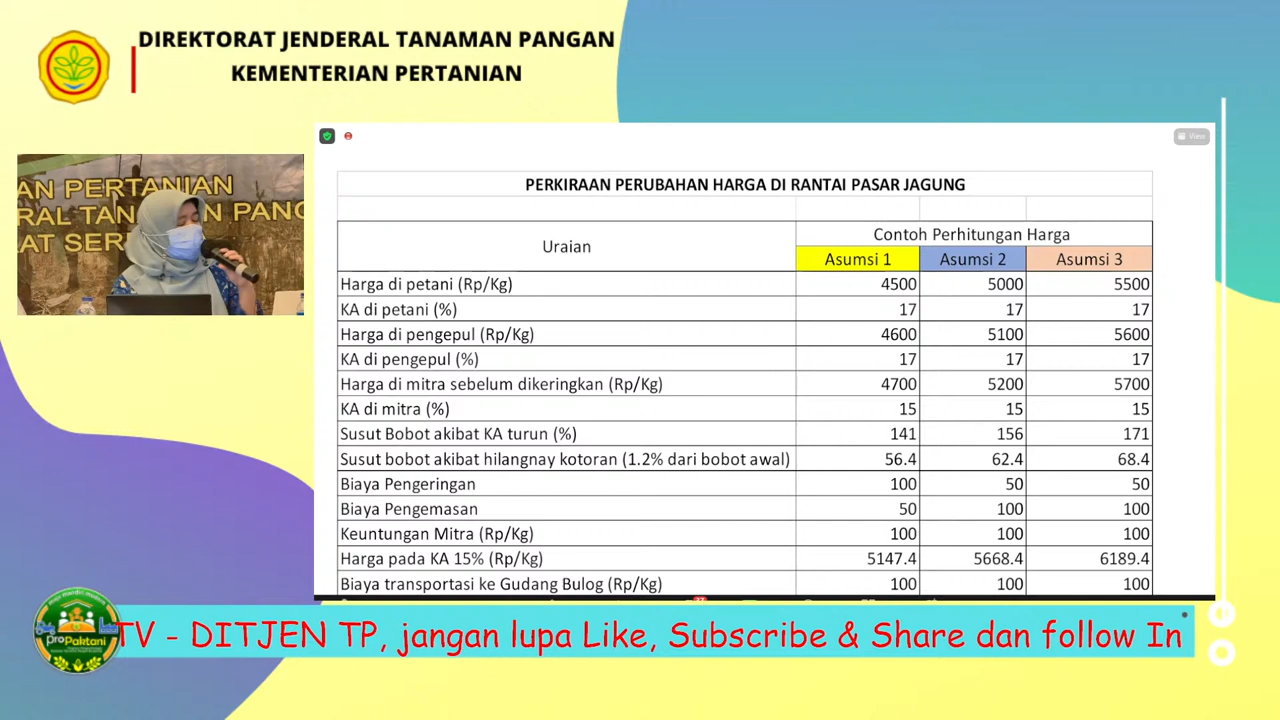 DIREKTORAT JENDERAL TANAMAN PANGAN
KEMENTERIAN PERTANIAN
View
AN PERTANIAN
RAL TAN N PANG
AT SER
PERKIRAAN PERUBAHAN HARGA DI RANTAI PASAR JAGUNG
Uraian
Contoh Perhitungan Harga
Asumsi 1 Asumsi 2 Asumsi 3
Harga di petani (Rp/Kg) 4500 5000 5500
KA di petani (%) 17 17 17
Harga di pengepul (Rp/Kg) 4600 5100 5600
KA di pengepul (%) 17 17 17
Harga di mitra sebelum dikeringkan (Rp/Kg) 4700 5200 5700
KA di mitra (%) 15 15 15
Susut Bobot akibat KA turun (%) 141 156 171
Susut bobot akibat hilangnay kotoran (1.2% dari bobot awal) 56.4 62.4 68.4
Biaya Pengeringan 100 50 50
Biaya Pengemasan 50 100 100
Keuntungan Mitra (Rp/Kg) 100 100 100
Harga pada KA 15% (Rp/Kg) 5147.4 5668.4 6189.4
Biaya transportasi ke Gudang Bulog (Rp/Kg) 100 100 100
proPaktani
TV - DITJEN TP, jangan lupa Like, Subscribe & Share dan follow In